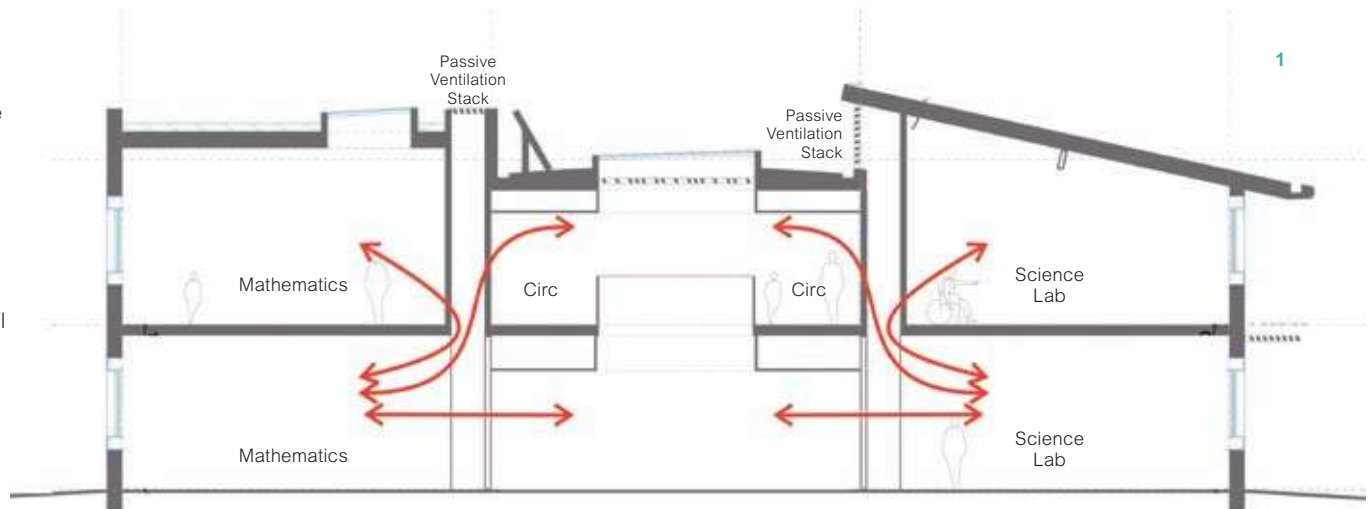 1
Passive
Ventilation
Stack
Passive
Ventilation
Stack
Mathematics
Circ
Circ
Science
Lab
Mathematics
Science
Lab